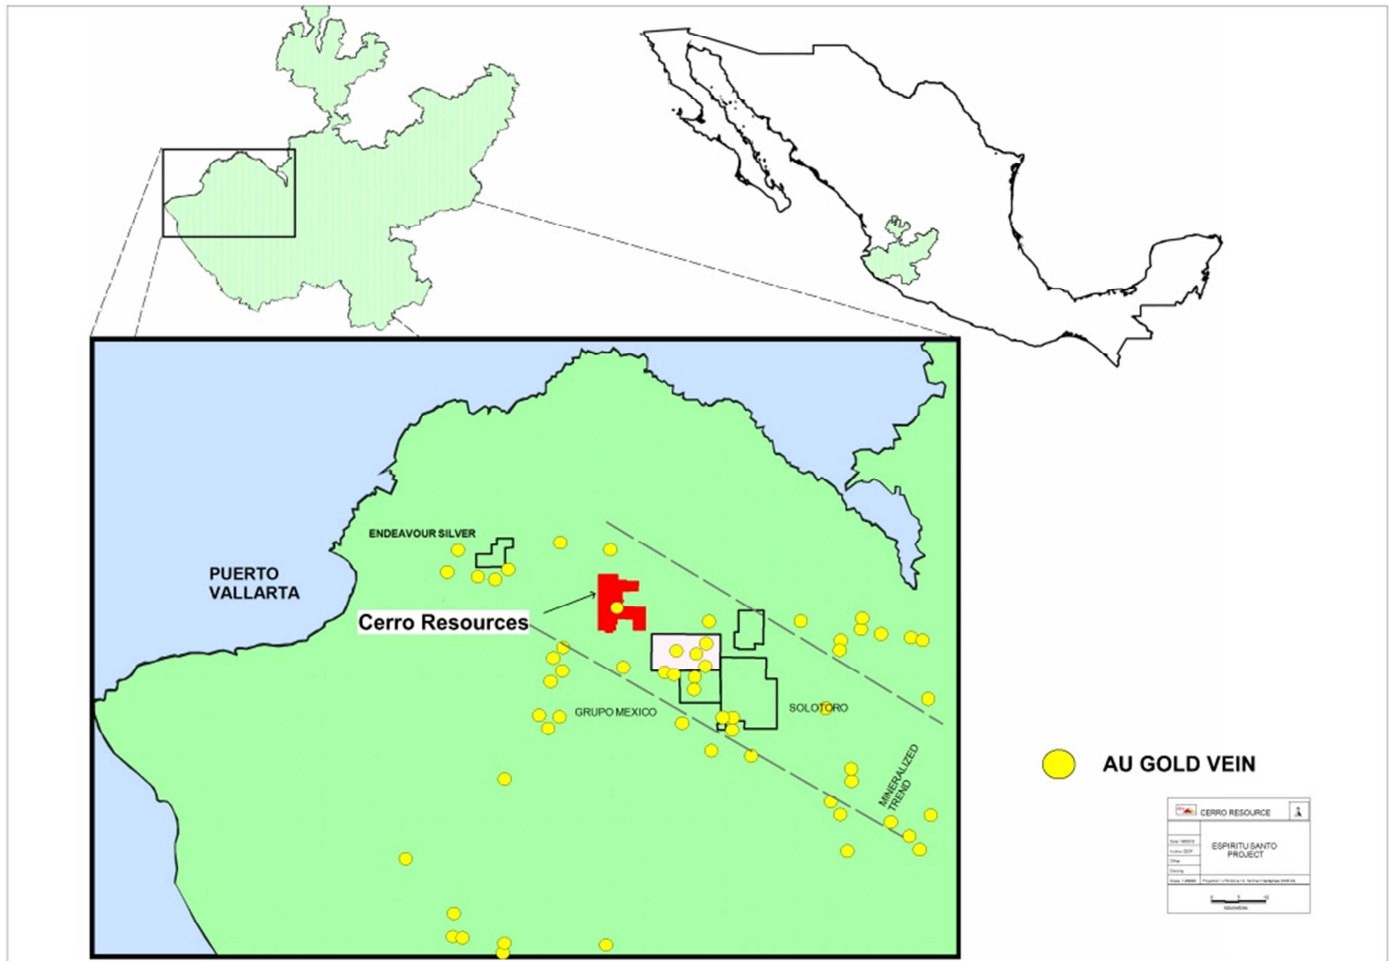 ENDEAVOUR SILVER
PUERTO
VALLARTA
Cerro Resources
GRUPO MEXICO
SOLOTORO
MINERALIZED
TREND
AU GOLD VEIN
CERRO RESOURCE
ESPIRITU SANTO
PROJECT